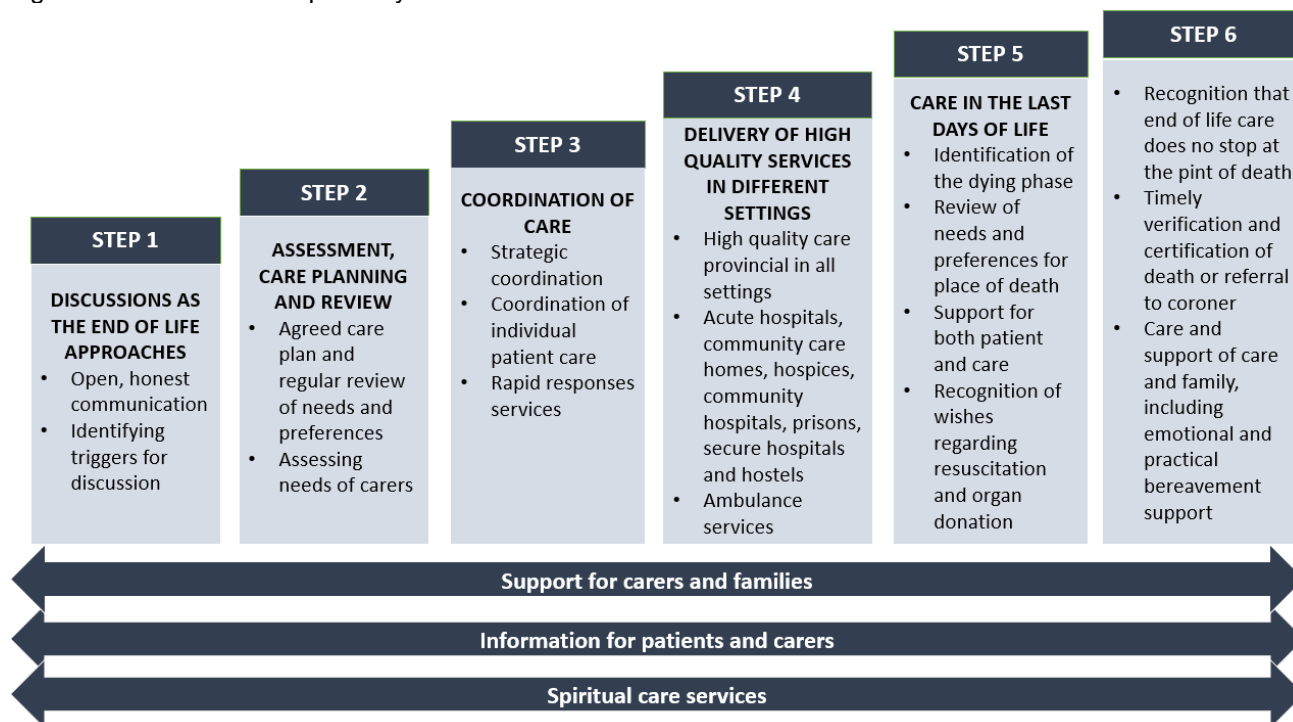 STEP 1
DISCUSSIONS AS
THE END OF LIFE
APPROACHES
• Open, honest
communication
• Identifying
triggers for
discussion
STEP 2
ASSESSMENT,
CARE PLANNING
AND REVIEW
• Agreed care
plan and
regular review
of needs and
preferences
• Assessing
needs of carers
STEP 3
COORDINATION OF
CARE
• Strategic
coordination
• Coordination of
individual
patient care
• Rapid responses
services
STEP 4
DELIVERY OF HIGH
QUALITY SERVICES
IN DIFFERENT
SETTINGS
• High quality care
provincial in all
settings
• Acute hospitals,
community care
homes, hospices,
community
hospitals, prisons,
secure hospitals
and hostels
• Ambulance
services
STEP 5
CARE IN THE LAST
DAYS OF LIFE
• Identification of
the dying phase
• Review of
needs and
preferences for
place of death
• Support for
both patient
and care
• Recognition of
wishes
regarding
resuscitation
and organ
donation
STEP 6
• Recognition that
end of life care
does no stop at
the pint of death
• Timely
verification and
certification of
death or referral
to coroner
• Care and
support of care
and family,
including
emotional and
practical
bereavement
support
Support for carers and families
Information for patients and carers
Spiritual care services